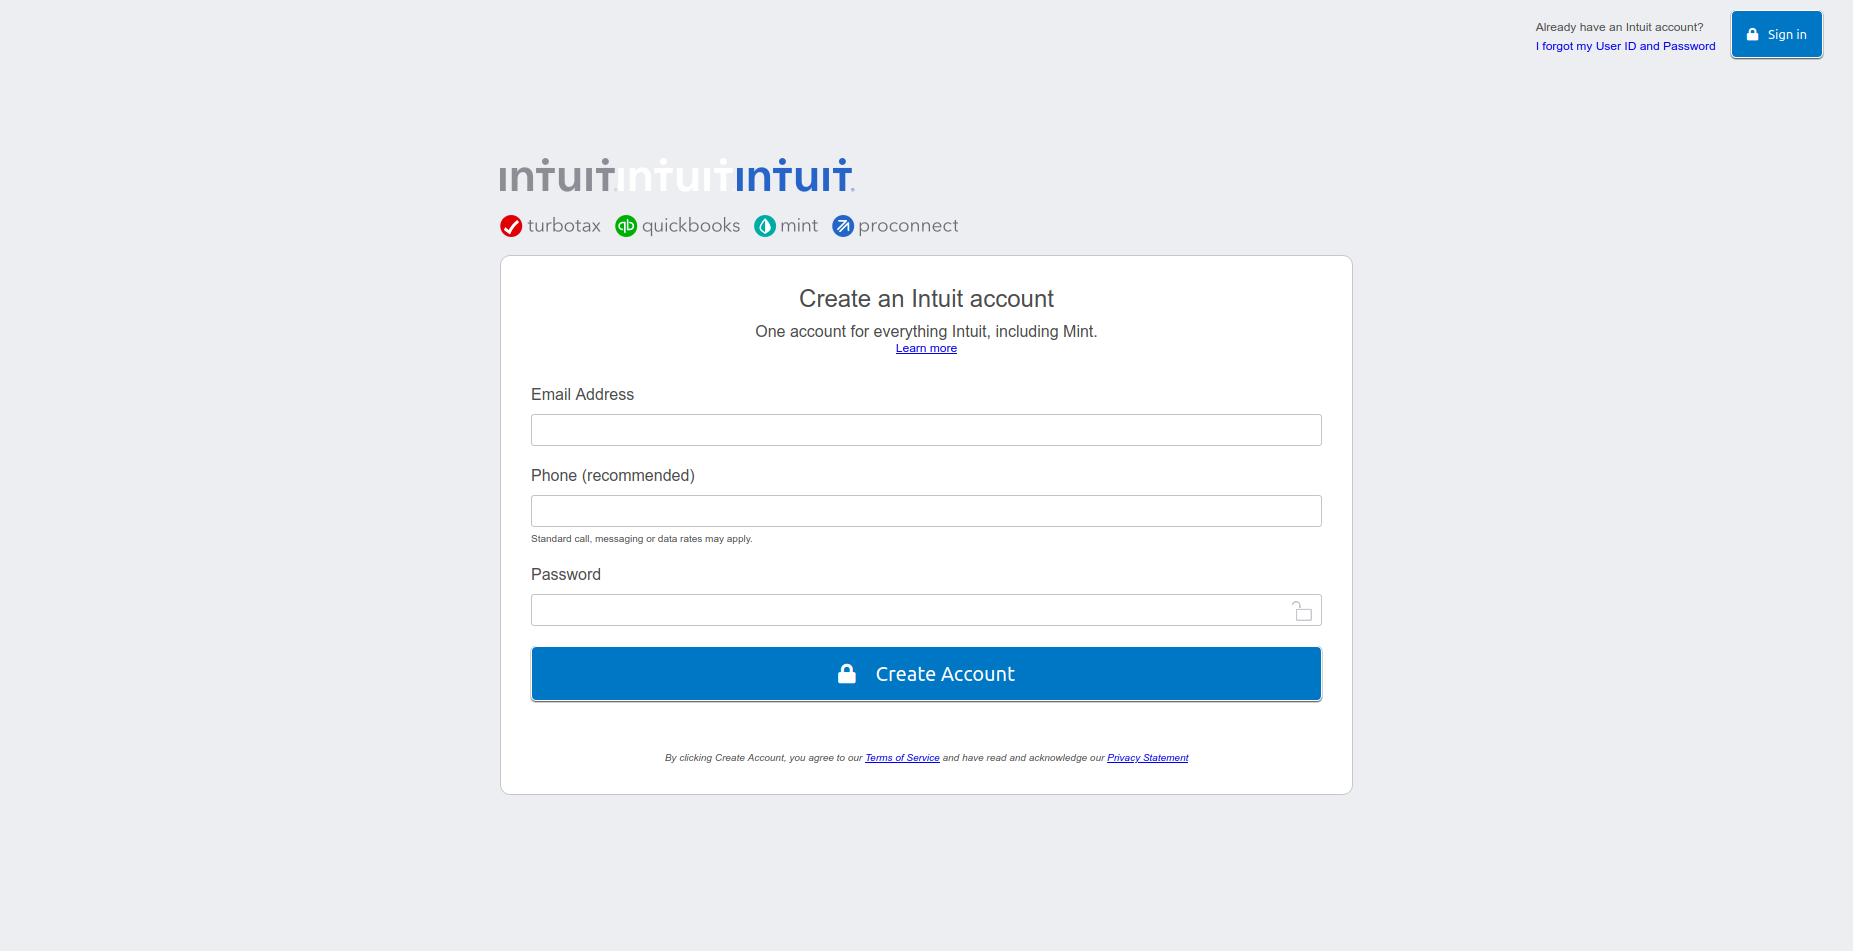 Already have an Intuit account?
I forgot my User ID and Password
Sign in
intuit intuit intuit
turbotax quickbooks mint proconnect
Create an Intuit account
One account for everything Intuit, including Mint.
Learn more
Email Address
Phone (recommended)
Standard call, messaging or data rates may apply.
Password
Create Account
By clicking Create Account, you agree to our Terms of Service and have read and acknowledge our Privacy Statement